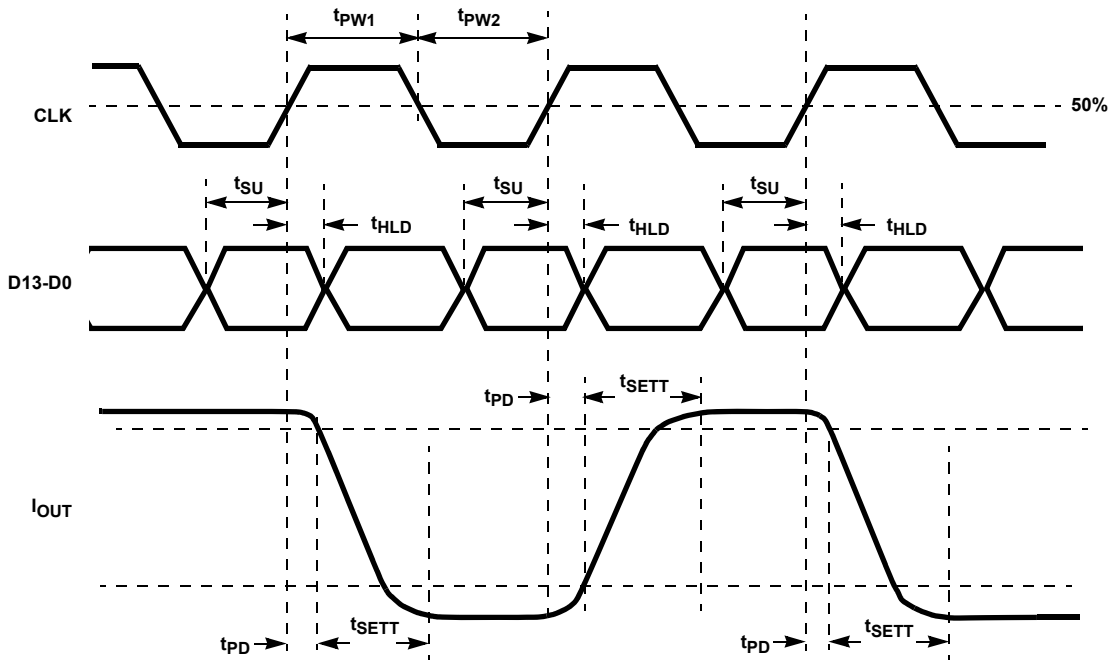 tPW1 tPW2
CLK
50%
tSU tSU tSU
tHLD tHLD tHLD
D13-D0
tPD tSETT
IOUT
tPD tSETT tPD tSETT